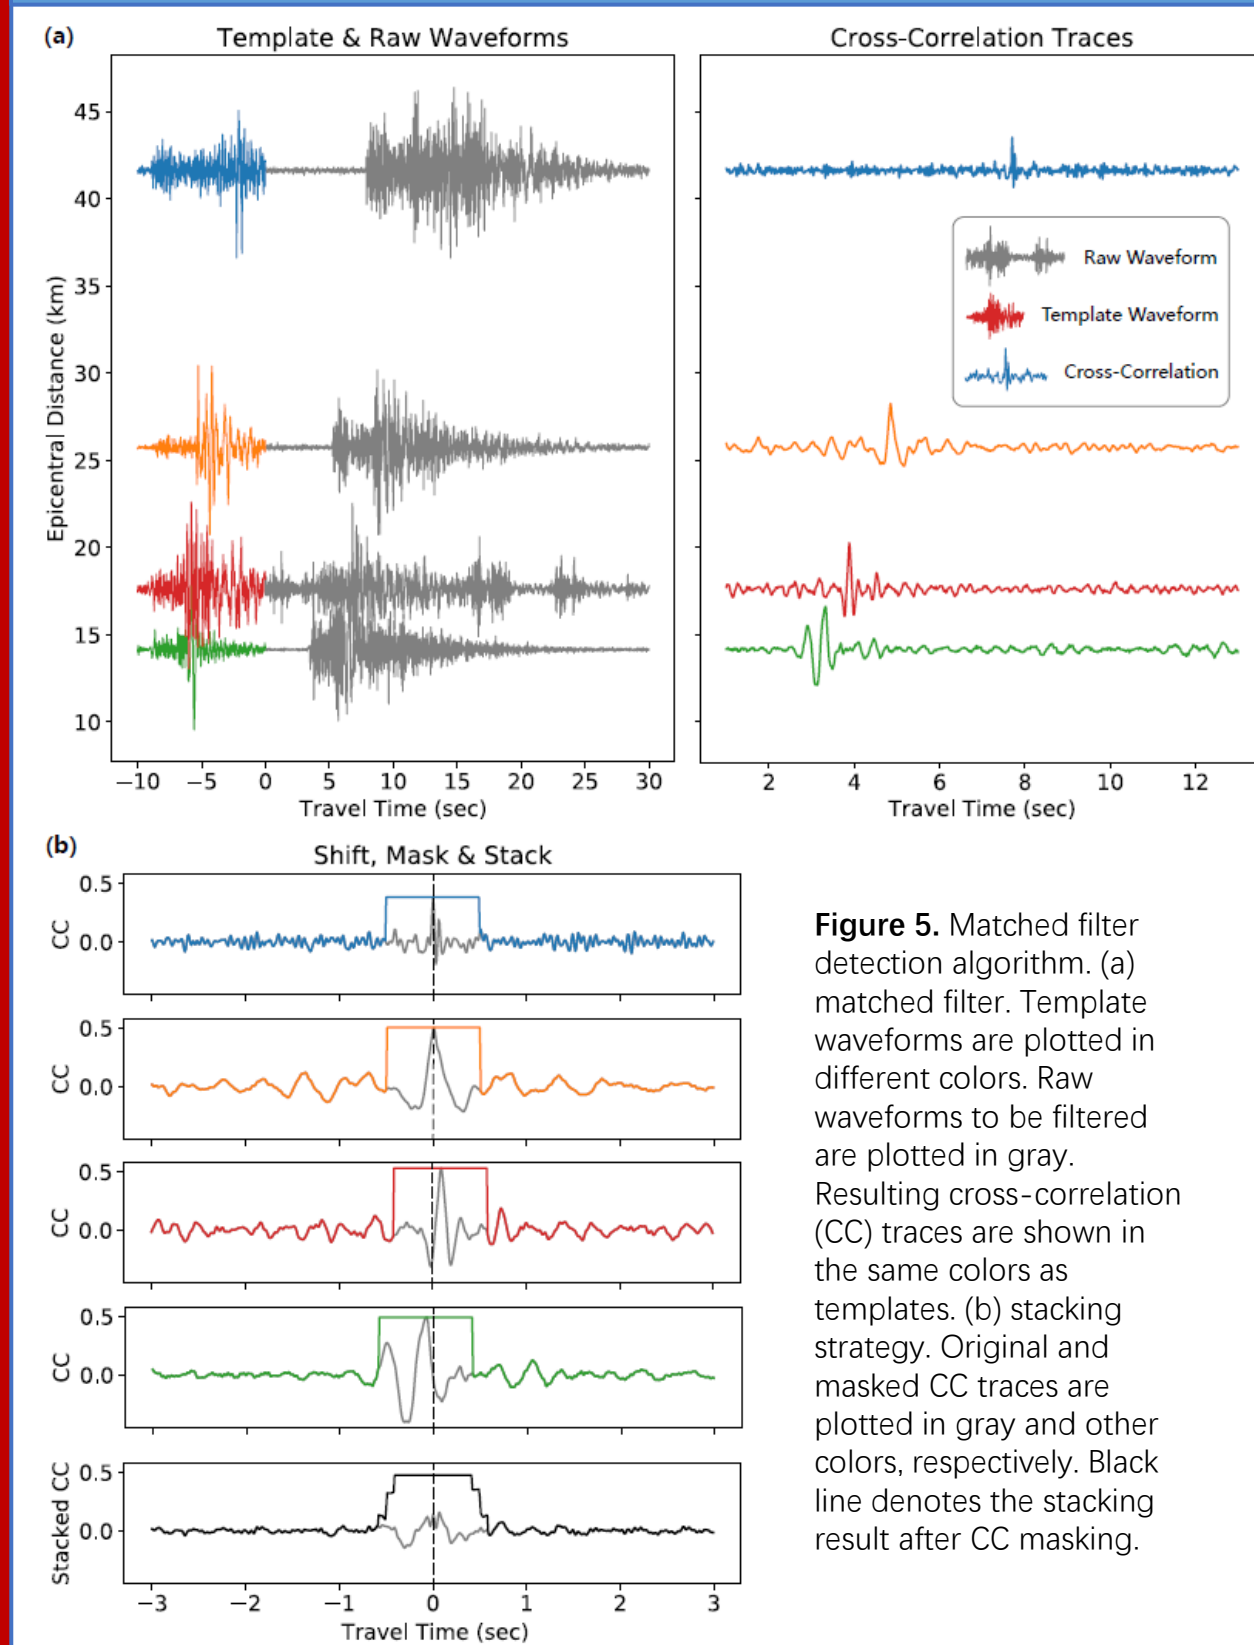 (a)
Template & Raw Waveforms
Cross-Correlation Traces
Epicentral Distance (km)
45
40
35
30
25
20
15
10
Raw Waveform
Template Waveform
Cross-Correlation
−10 −5 0 5 10 15 20 25 30
Travel Time (sec)
2 4 6 8 10 12
Travel Time (sec)
(b)
Shift, Mask & Stack
0.5
CC
0.0
0.5
CC
0.0
0.5
CC
0.0
0.5
CC
0.0
0.5
Stacked CC
0.0
−3 −2 −1 0 1 2 3
Travel Time (sec)
Figure 5. Matched filter
detection algorithm. (a)
matched filter. Template
waveforms are plotted in
different colors. Raw
waveforms to be filtered
are plotted in gray.
Resulting cross-correlation
(CC) traces are shown in
the same colors as
templates. (b) stacking
strategy. Original and
masked CC traces are
plotted in gray and other
colors, respectively. Black
line denotes the stacking
result after CC masking.